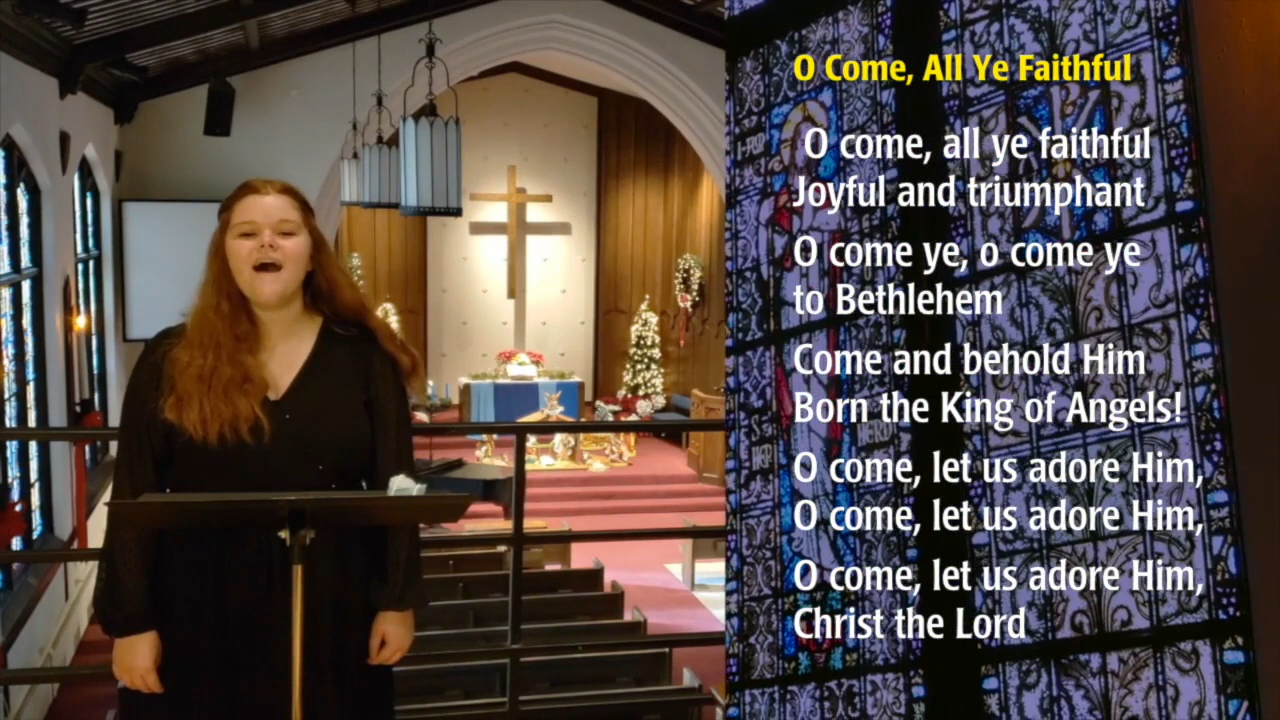 O Come, All Ye Faithful
O come, all ye faithful
Joyful and triumphant
O come ye, o come ye
to Bethlehem
Come and behold Him
Born the King of Angels!
O come, let us adore Him,
O come, let us adore Him,
O come, let us adore Him,
Christ the Lord